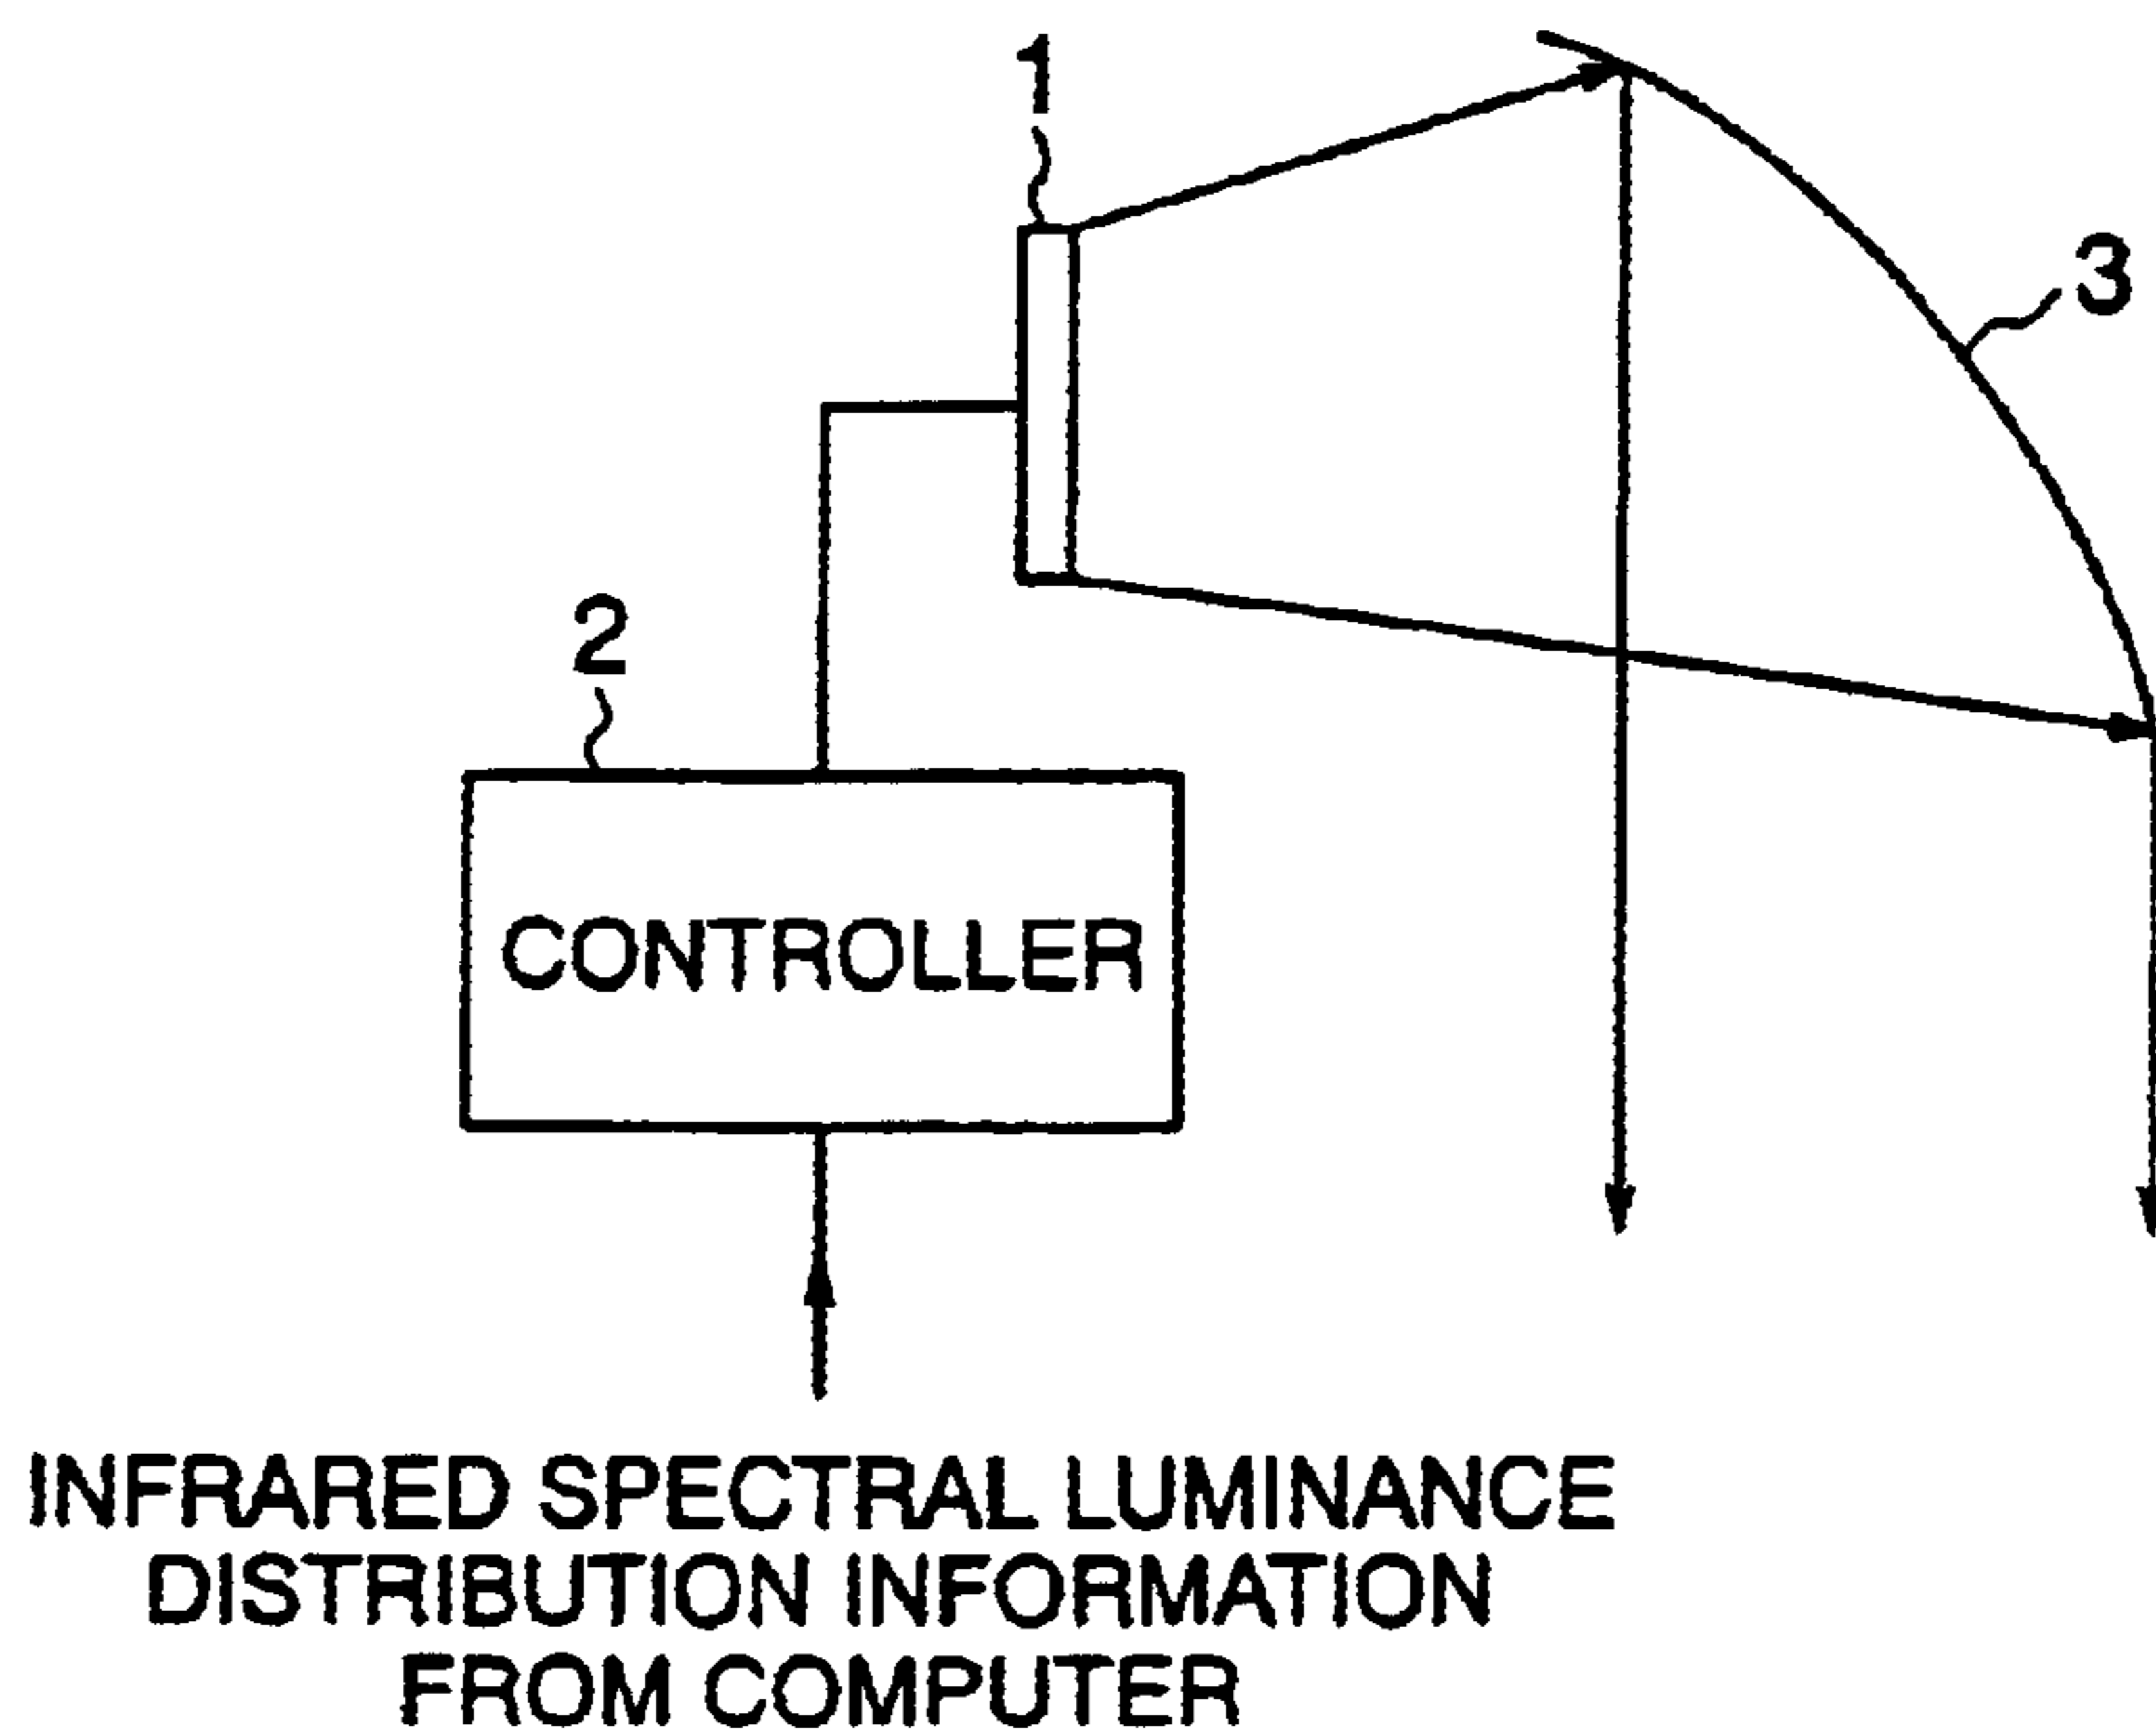 1
3
2
CONTROLLER
INFRARED SPECTRAL LUMINANCE
DISTRIBUTION INFORMATION
FROM COMPUTER